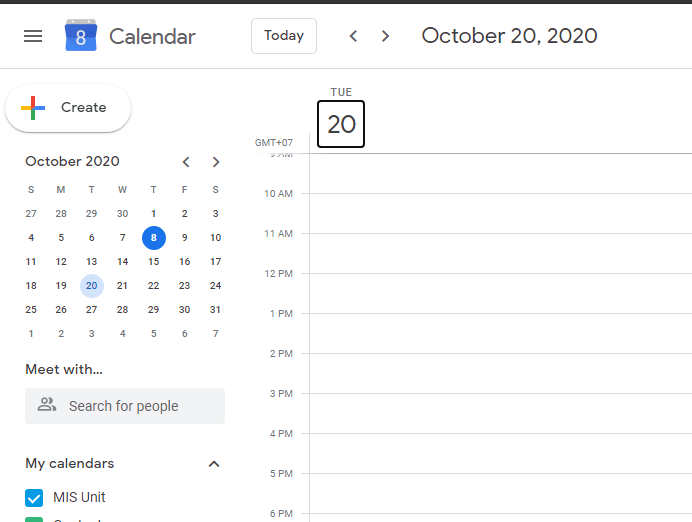 8 Calendar Today October 20, 2020
Create
October 2020
S M T W T F S
27 28 29 30 1 2 3
4 5 6 7 8 9 10
11 12 13 14 15 16 17
18 19 20 21 22 23 24
25 26 27 28 29 30 31
1 2 3 4 5 6 7
Meet with...
Search for people
My calendars
MIS Unit
TUE
20
GMT+07
9 AM
10 AM
11 AM
12 PM
1 PM
2 PM
3 PM
4 PM
5 PM
6 PM